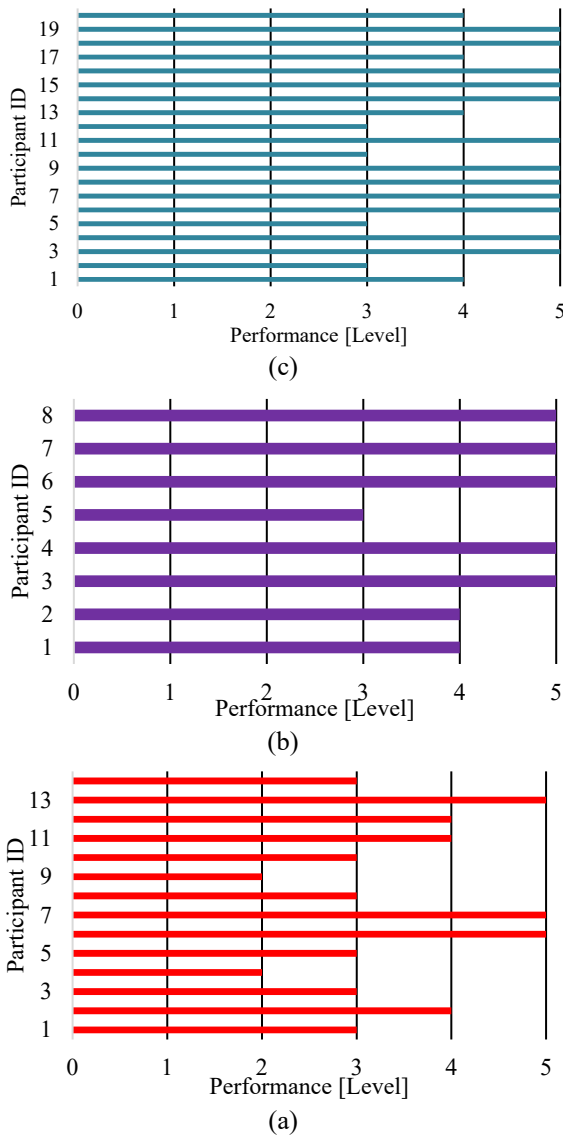 19
17
15
13
11
9
7
5
3
1
Participant ID
0 1 2 3 4 5
Performance [Level]
(c)
8
7
6
5
4
3
2
1
Participant ID
0 1 2 3 4 5
Performance [Level]
(b)
13
11
9
7
5
3
1
Participant ID
0 1 2 3 4 5
Performance [Level]
(a)